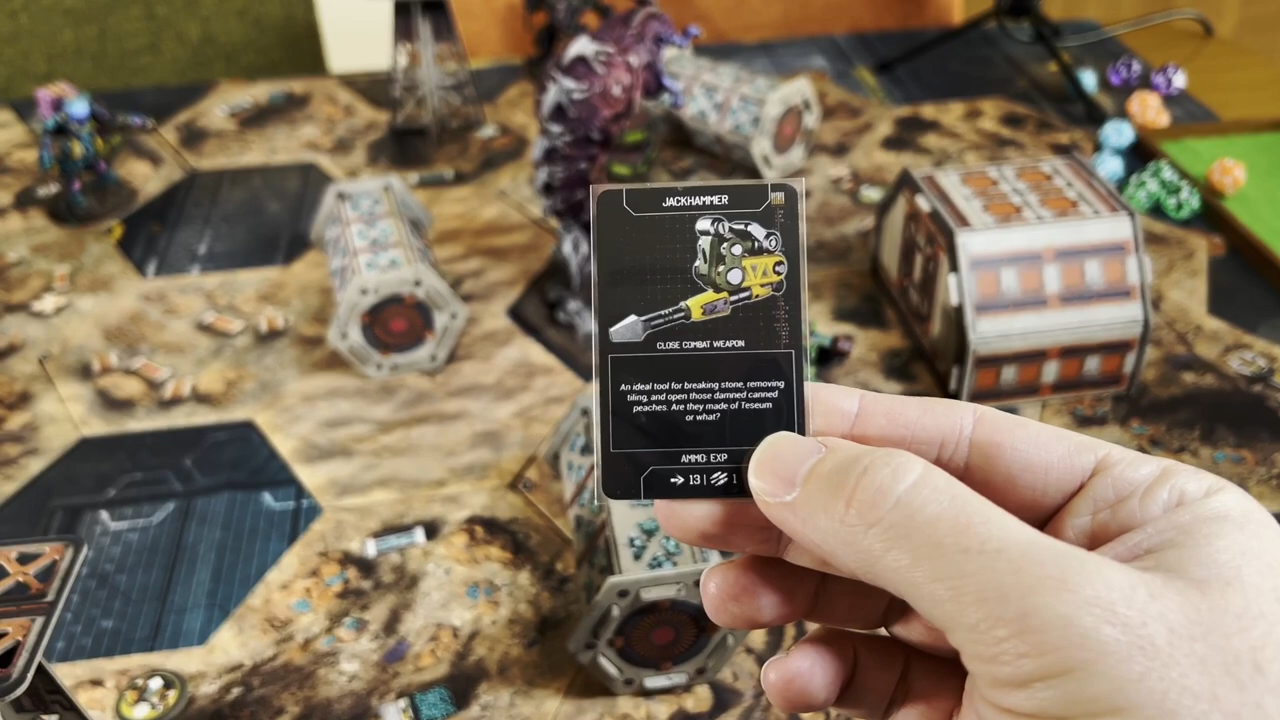 JACKHAMMER
CLOSE COMBAT WEAPON
An ideal tool for breaking stone, removing
tiling, and open those damned canned
peaches. Are they made of Teseum
or what?
AMMO: EXP
→ 13 | 1